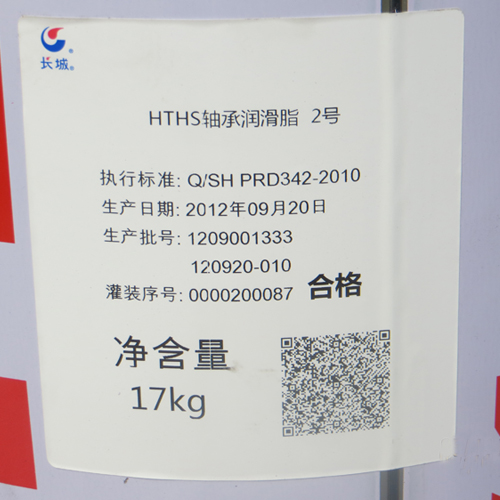 长城®
HTHS轴承润滑脂 2号
执行标准: Q/SH PRD342-2010
生产日期: 2012年09月20日
生产批号: 1209001333
120920-010
灌装序号: 0000200087 合格
净含量
17kg